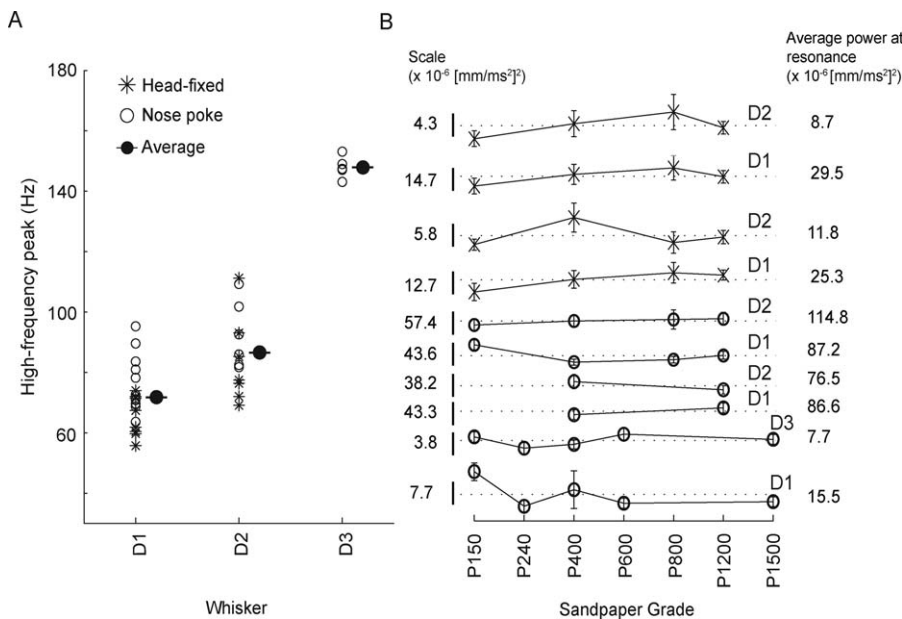 A
180
140
100
60
High-frequency peak (Hz)
Head-fixed
Nose poke
Average
D1
D2
D3
Whisker
B
Scale
(x 10⁻⁶ [mm/ms²]²)
Average power at
resonance
(x 10⁻⁶ [mm/ms²]²)
4.3 D2 8.7
14.7 D1 29.5
5.8 D2 11.8
12.7 D1 25.3
57.4 D2 114.8
43.6 D1 87.2
38.2 D2 76.5
43.3 D1 86.6
3.8 D3 7.7
7.7 D1 15.5
P150
P240
P400
P600
P800
P1200
P1500
Sandpaper Grade